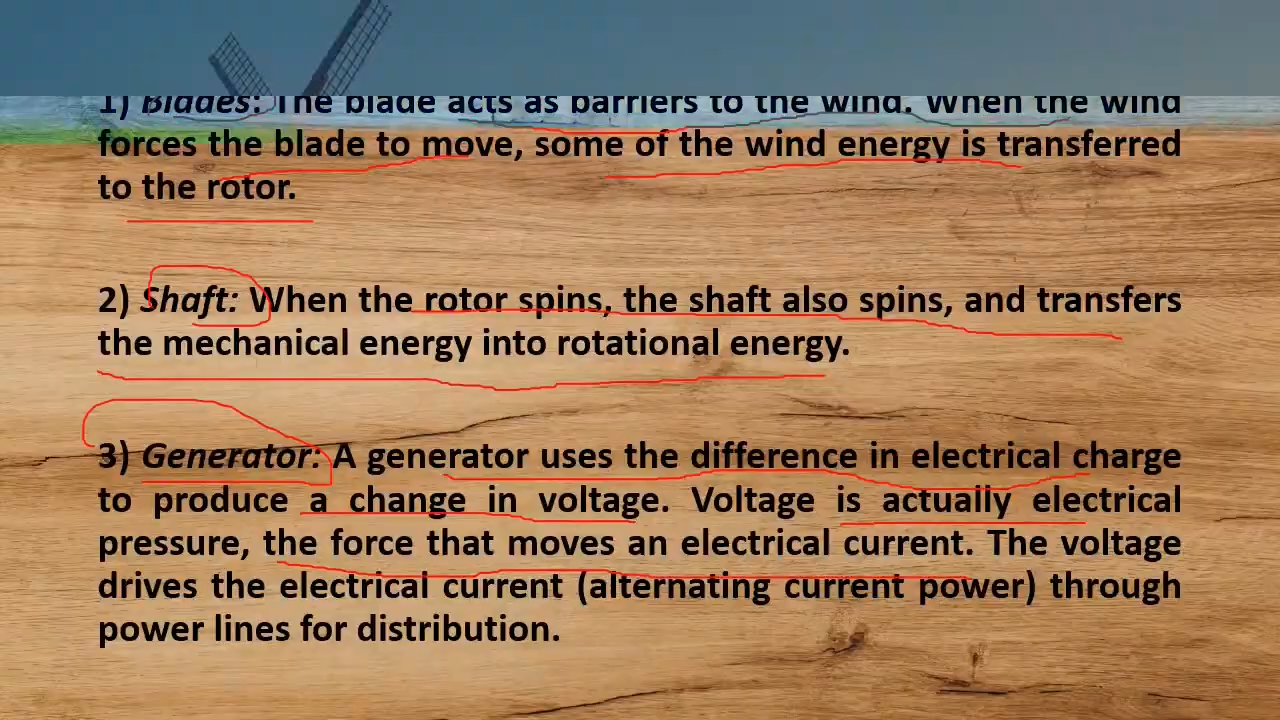 1) Blades: The blade acts as barriers to the wind. When the wind
forces the blade to move, some of the wind energy is transferred
to the rotor.
2) Shaft: When the rotor spins, the shaft also spins, and transfers
the mechanical energy into rotational energy.
3) Generator: A generator uses the difference in electrical charge
to produce a change in voltage. Voltage is actually electrical
pressure, the force that moves an electrical current. The voltage
drives the electrical current (alternating current power) through
power lines for distribution.